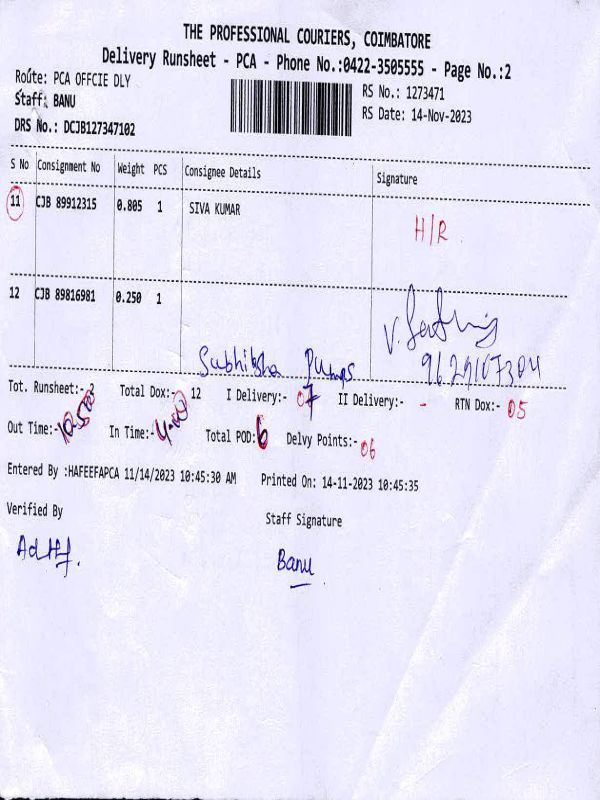 THE PROFESSIONAL COURIERS, COIMBATORE
Delivery Runsheet - PCA - Phone No.:0422-3505555 - Page No.:2
Route: PCA OFFCIE DLY
RS No.: 1273471
Staff: BANU
RS Date: 14-Nov-2023
DRS No.: DCJB127347102
S No Consignment No Weight PCS Consignee Details Signature
11 CJB 89912315 0.805 1 SIVA KUMAR
H/R
12 CJB 89816981 0.250 1
V.
Subhiksha Pumps 9629167304
Tot. Runsheet:- 2 Total Dox:- 12 I Delivery:- 07 II Delivery:- - RTN Dox:- 05
Out Time:- In Time:- 4.00 Total POD: 6 Delvy Points:- 06
Entered By :HAFEEFAPCA 11/14/2023 10:45:30 AM Printed On: 14-11-2023 10:45:35
Verified By Staff Signature
Banu